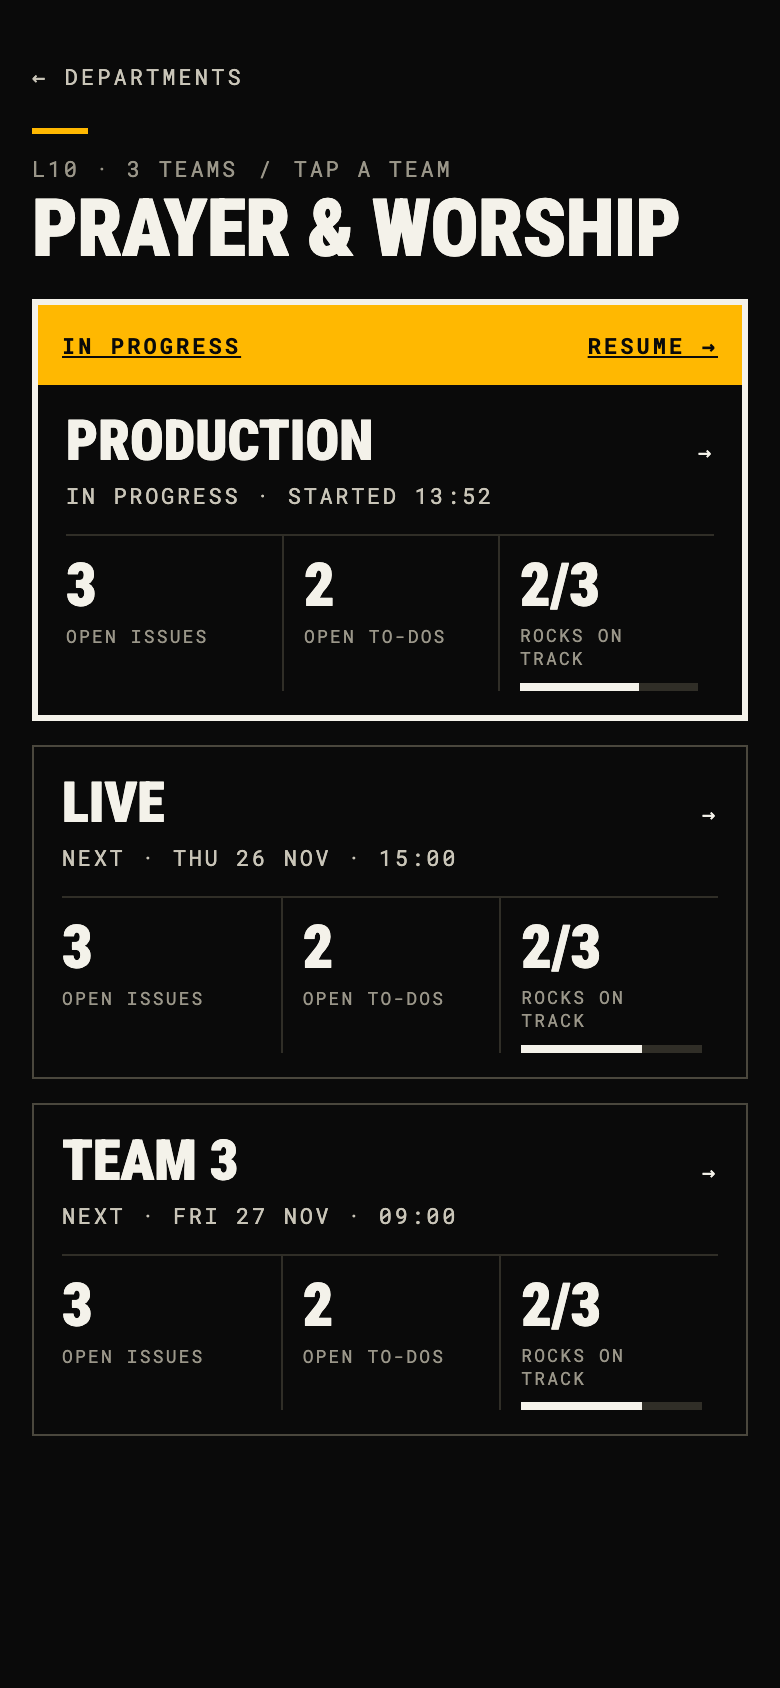 ← DEPARTMENTS
L10 · 3 TEAMS / TAP A TEAM
PRAYER & WORSHIP
IN PROGRESS RESUME →
PRODUCTION →
IN PROGRESS · STARTED 13:52
3 2 2/3
OPEN ISSUES OPEN TO-DOS ROCKS ON
TRACK
LIVE →
NEXT · THU 26 NOV · 15:00
3 2 2/3
OPEN ISSUES OPEN TO-DOS ROCKS ON
TRACK
TEAM 3 →
NEXT · FRI 27 NOV · 09:00
3 2 2/3
OPEN ISSUES OPEN TO-DOS ROCKS ON
TRACK